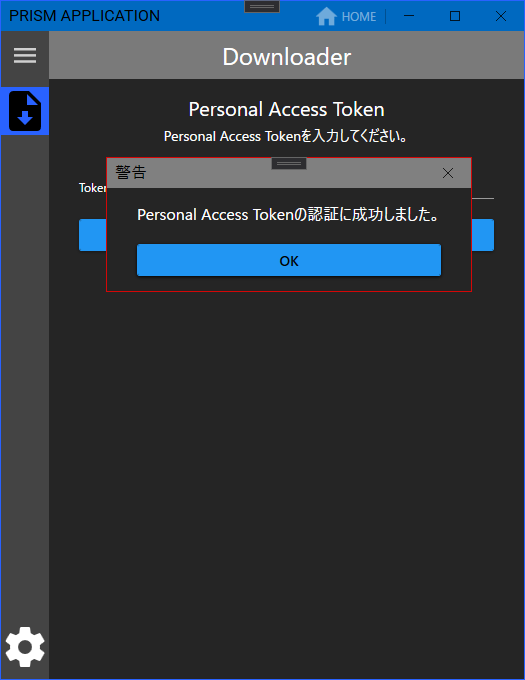 PRISM APPLICATION
HOME
Downloader
Personal Access Token
Personal Access Tokenを入力してください。
Token
警告
Personal Access Tokenの認証に成功しました。
OK